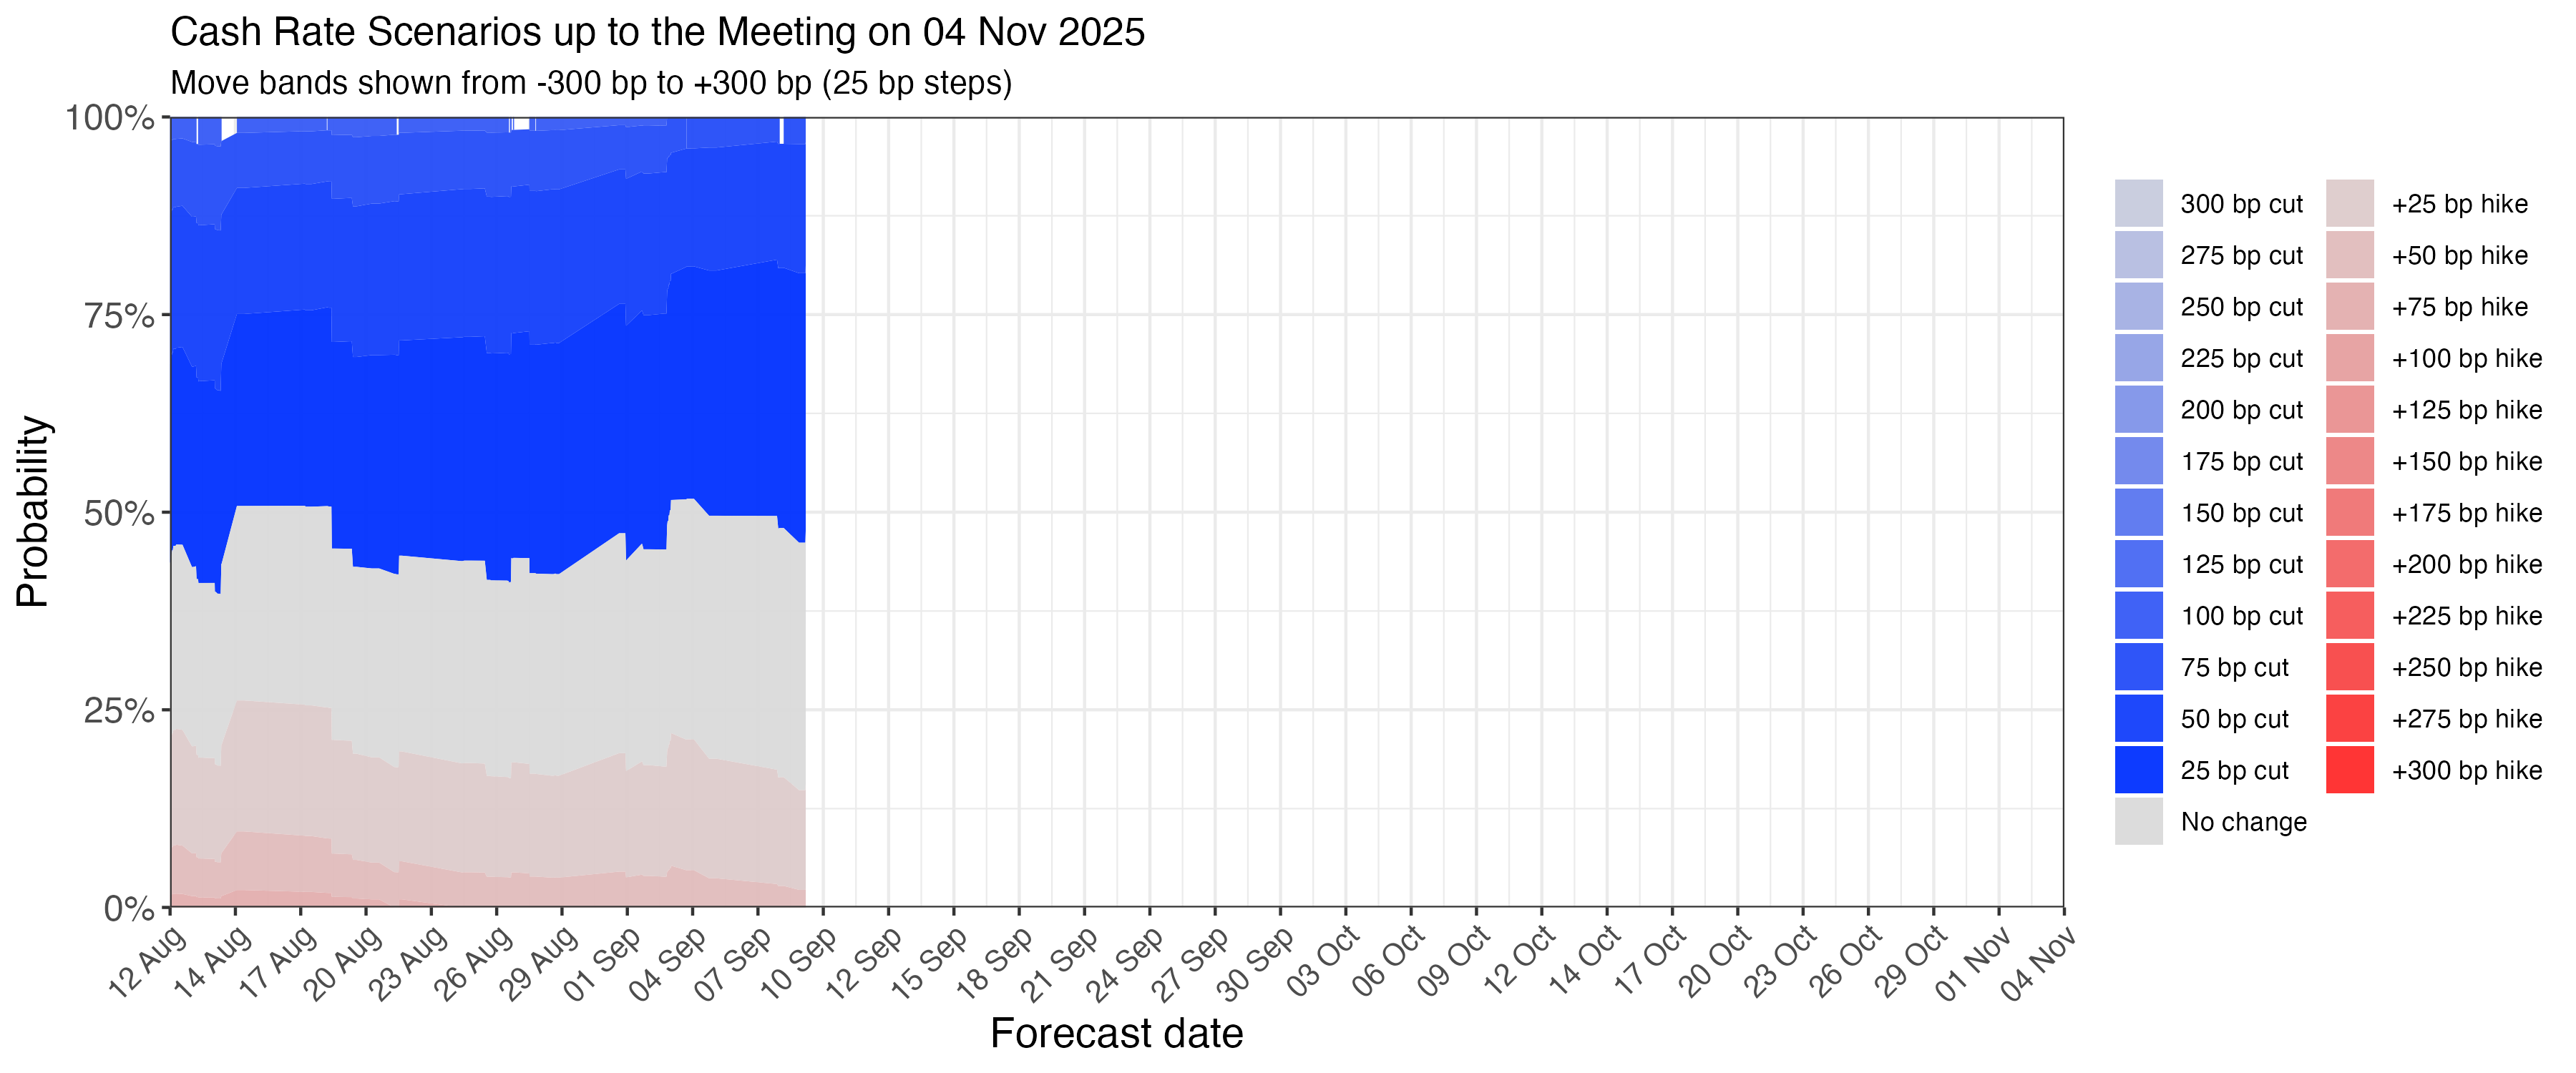 Cash Rate Scenarios up to the Meeting on 04 Nov 2025
Move bands shown from -300 bp to +300 bp (25 bp steps)
Probability
100%
75%
50%
25%
0%
12 Aug
14 Aug
17 Aug
20 Aug
23 Aug
26 Aug
29 Aug
01 Sep
04 Sep
07 Sep
10 Sep
12 Sep
15 Sep
18 Sep
21 Sep
24 Sep
27 Sep
30 Sep
03 Oct
06 Oct
09 Oct
12 Oct
14 Oct
17 Oct
20 Oct
23 Oct
26 Oct
29 Oct
01 Nov
04 Nov
Forecast date
300 bp cut
275 bp cut
250 bp cut
225 bp cut
200 bp cut
175 bp cut
150 bp cut
125 bp cut
100 bp cut
75 bp cut
50 bp cut
25 bp cut
No change
+25 bp hike
+50 bp hike
+75 bp hike
+100 bp hike
+125 bp hike
+150 bp hike
+175 bp hike
+200 bp hike
+225 bp hike
+250 bp hike
+275 bp hike
+300 bp hike